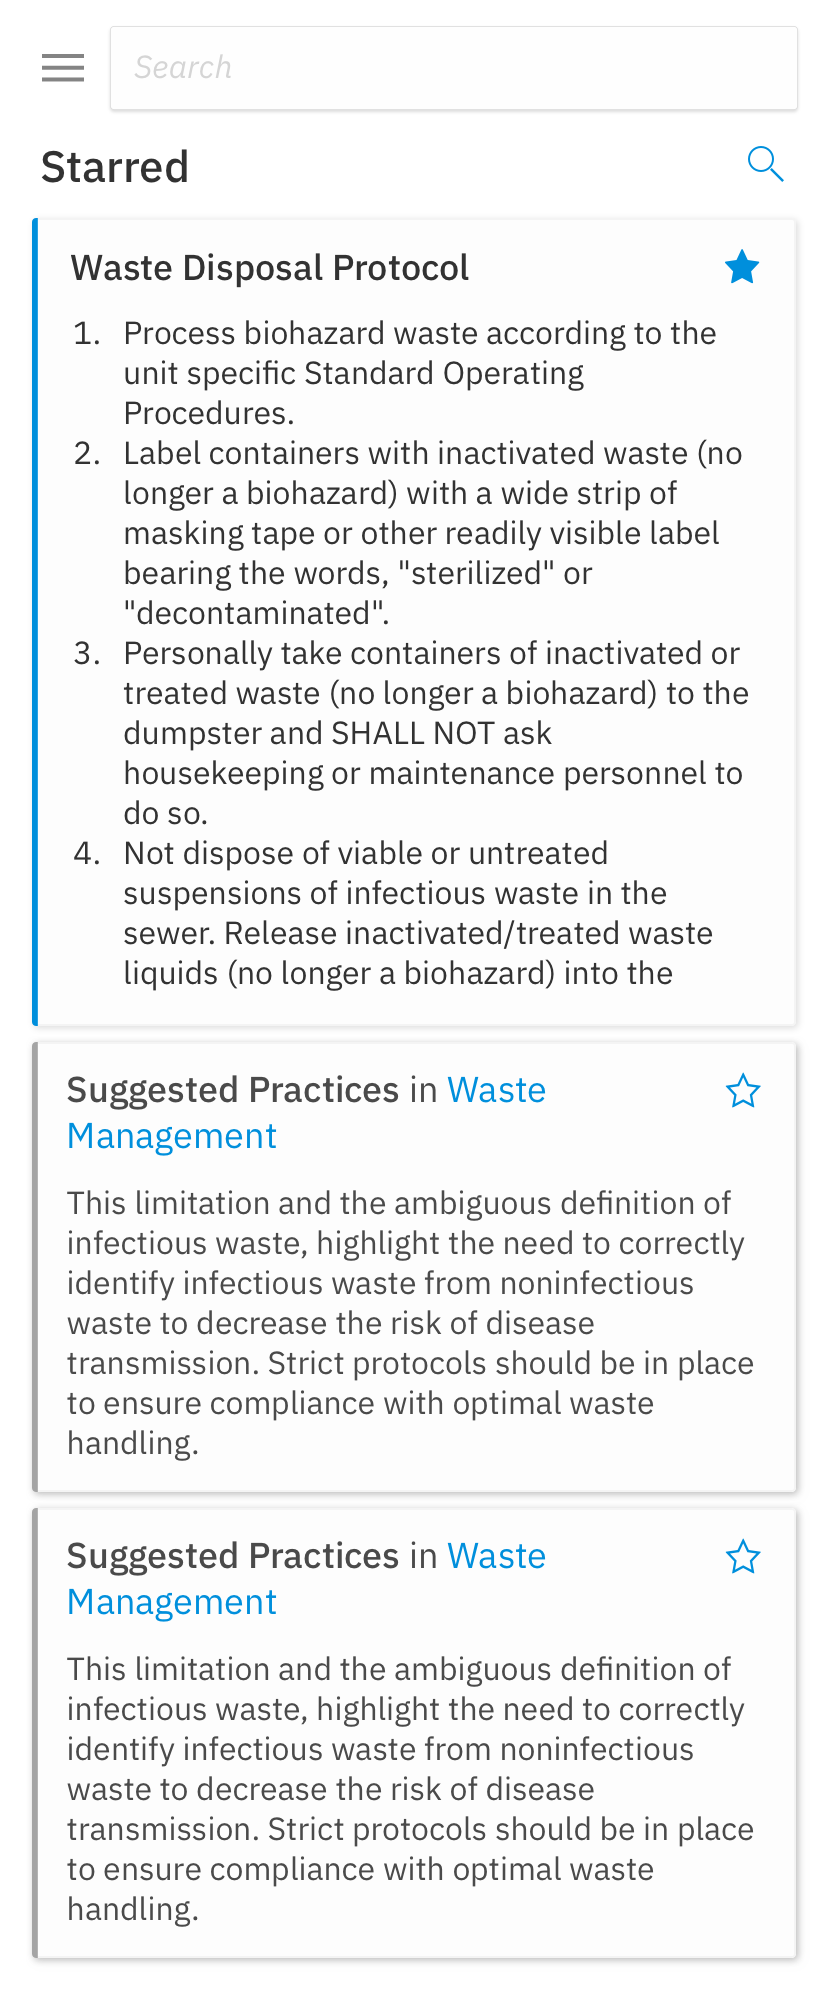 Search
Starred
Waste Disposal Protocol
1. Process biohazard waste according to the
unit specific Standard Operating
Procedures.
2. Label containers with inactivated waste (no
longer a biohazard) with a wide strip of
masking tape or other readily visible label
bearing the words, "sterilized" or
"decontaminated".
3. Personally take containers of inactivated or
treated waste (no longer a biohazard) to the
dumpster and SHALL NOT ask
housekeeping or maintenance personnel to
do so.
4. Not dispose of viable or untreated
suspensions of infectious waste in the
sewer. Release inactivated/treated waste
liquids (no longer a biohazard) into the
Suggested Practices in Waste
Management
This limitation and the ambiguous definition of
infectious waste, highlight the need to correctly
identify infectious waste from noninfectious
waste to decrease the risk of disease
transmission. Strict protocols should be in place
to ensure compliance with optimal waste
handling.
Suggested Practices in Waste
Management
This limitation and the ambiguous definition of
infectious waste, highlight the need to correctly
identify infectious waste from noninfectious
waste to decrease the risk of disease
transmission. Strict protocols should be in place
to ensure compliance with optimal waste
handling.